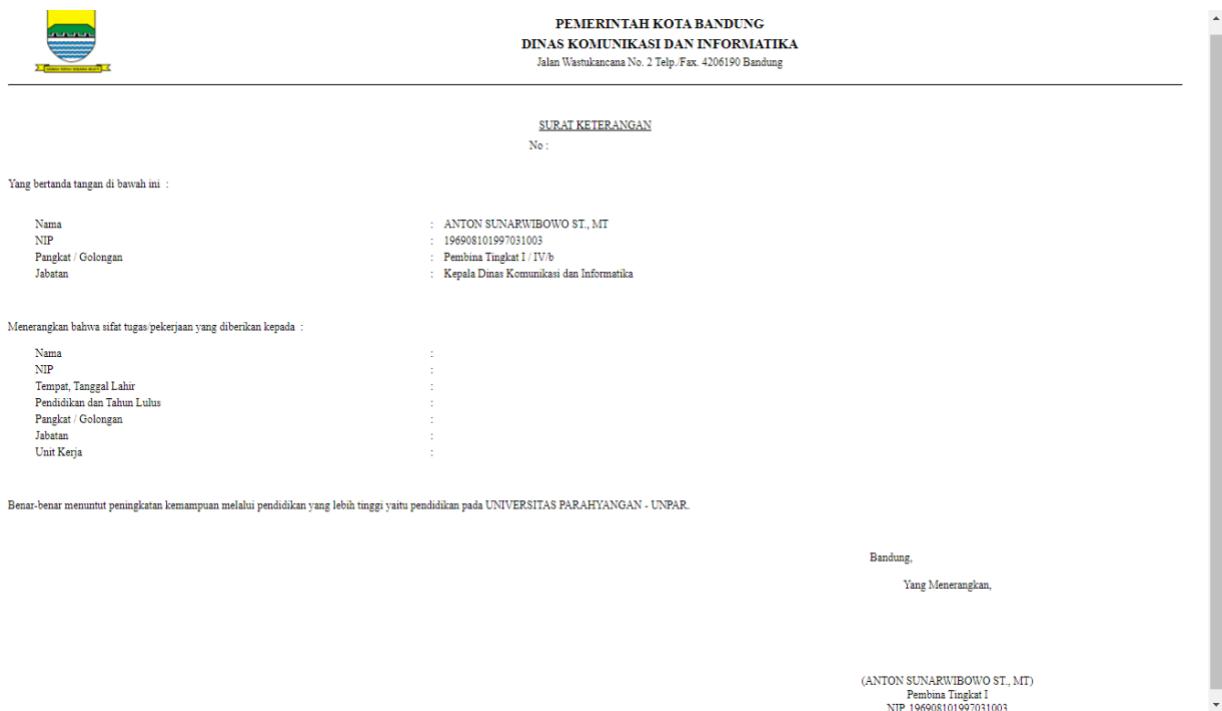 PEMERINTAH KOTA BANDUNG
DINAS KOMUNIKASI DAN INFORMATIKA
Jalan Wastukancana No. 2 Telp./Fax. 4206190 Bandung
SURAT KETERANGAN
No :
Yang bertanda tangan di bawah ini :
Nama : ANTON SUNARWIBOWO ST., MT
NIP : 196908101997031003
Pangkat / Golongan : Pembina Tingkat I / IV/b
Jabatan : Kepala Dinas Komunikasi dan Informatika
Menerangkan bahwa sifat tugas/pekerjaan yang diberikan kepada :
Nama :
NIP :
Tempat, Tanggal Lahir :
Pendidikan dan Tahun Lulus :
Pangkat / Golongan :
Jabatan :
Unit Kerja :
Benar-benar menuntut peningkatan kemampuan melalui pendidikan yang lebih tinggi yaitu pendidikan pada UNIVERSITAS PARAHYANGAN - UNPAR.
Bandung,
Yang Menerangkan,
(ANTON SUNARWIBOWO ST., MT)
Pembina Tingkat I
NIP. 196908101997031003